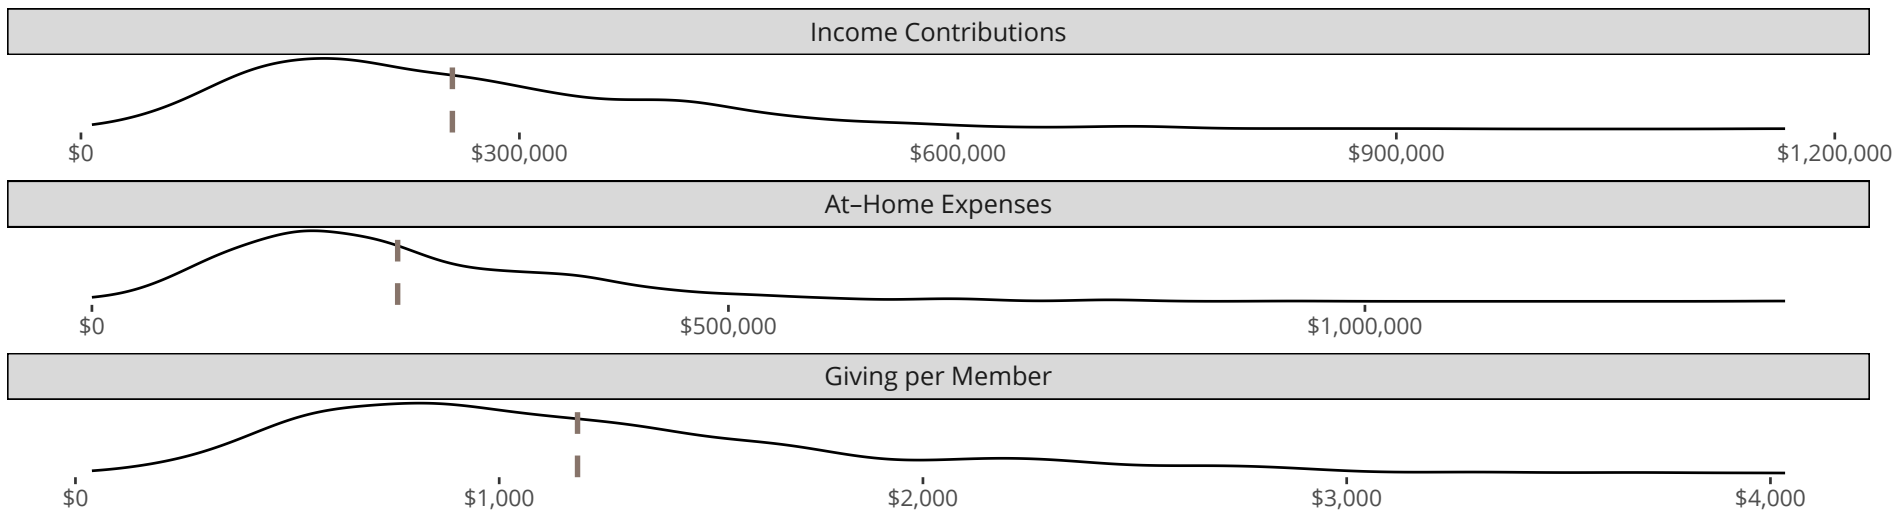 Income Contributions
$0 $300,000 $600,000 $900,000 $1,200,000
At–Home Expenses
$0 $500,000 $1,000,000
Giving per Member
$0 $1,000 $2,000 $3,000 $4,000